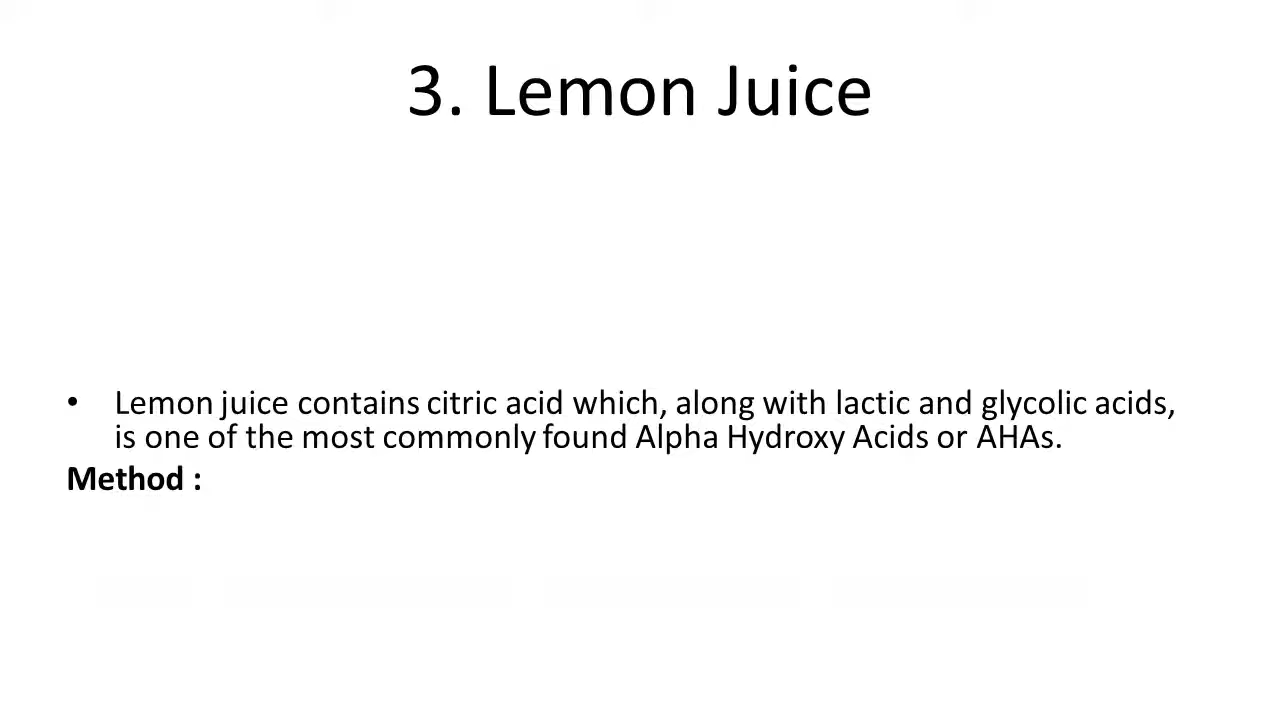 3. Lemon Juice
• Lemon juice contains citric acid which, along with lactic and glycolic acids,
is one of the most commonly found Alpha Hydroxy Acids or AHAs.
Method :